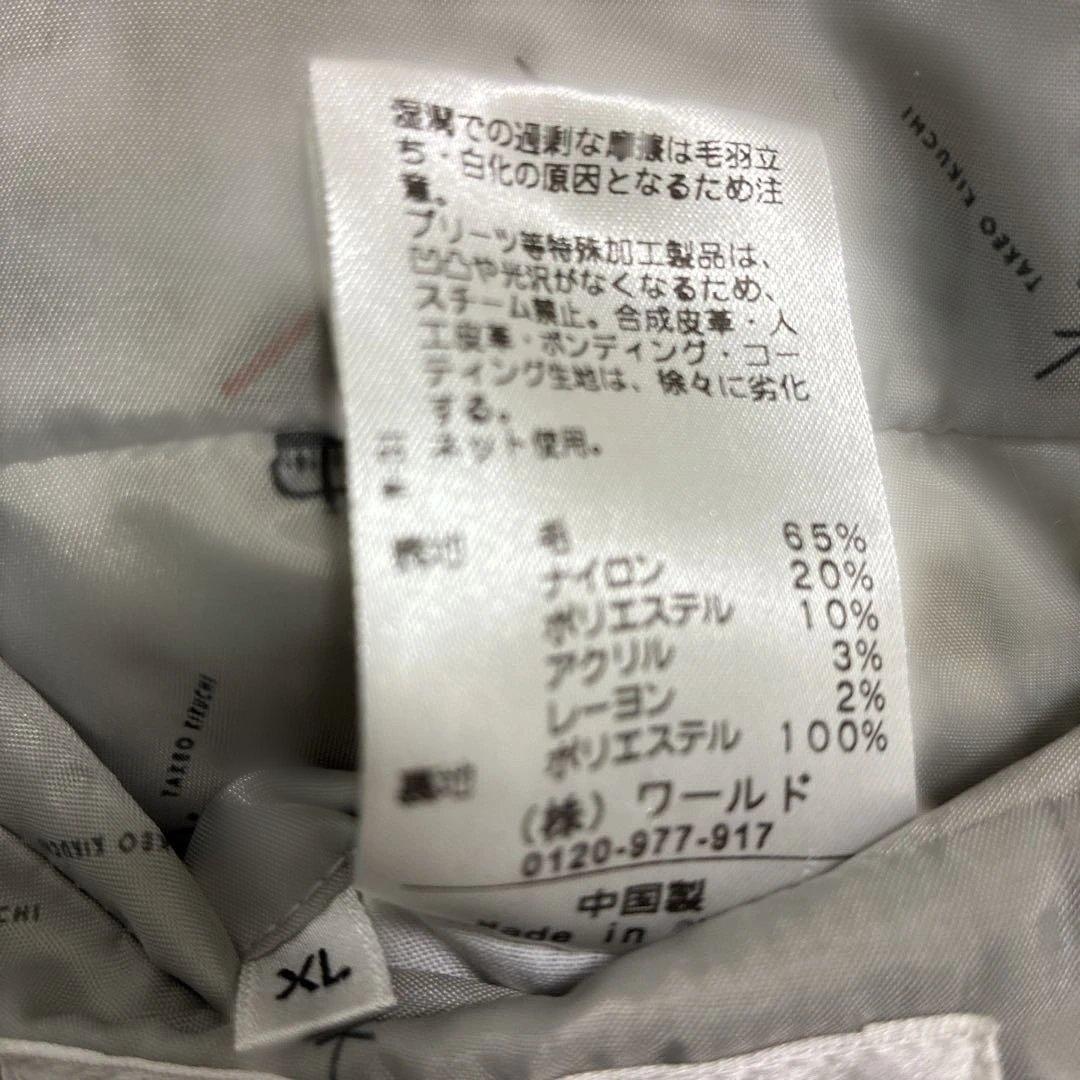 湿潤での過剰な摩擦は毛羽立
ち・白化の原因となるため注
意。
プリーツ等特殊加工製品は、
や光沢がなくなるため、
スチーム禁止。合成皮革・人
工皮革・ボンディング・コー
ティング生地は、徐々に劣化
する。
ネット使用。
表地 毛 65%
ナイロン 20%
ポリエステル 10%
アクリル 3%
レーヨン 2%
裏地 ポリエステル 100%
(株) ワールド
0120-977-917
中国製
Made in
XL
TAKEO KIKUCHI
TAKEO KIKUCHI
KIKUCHI
CHI